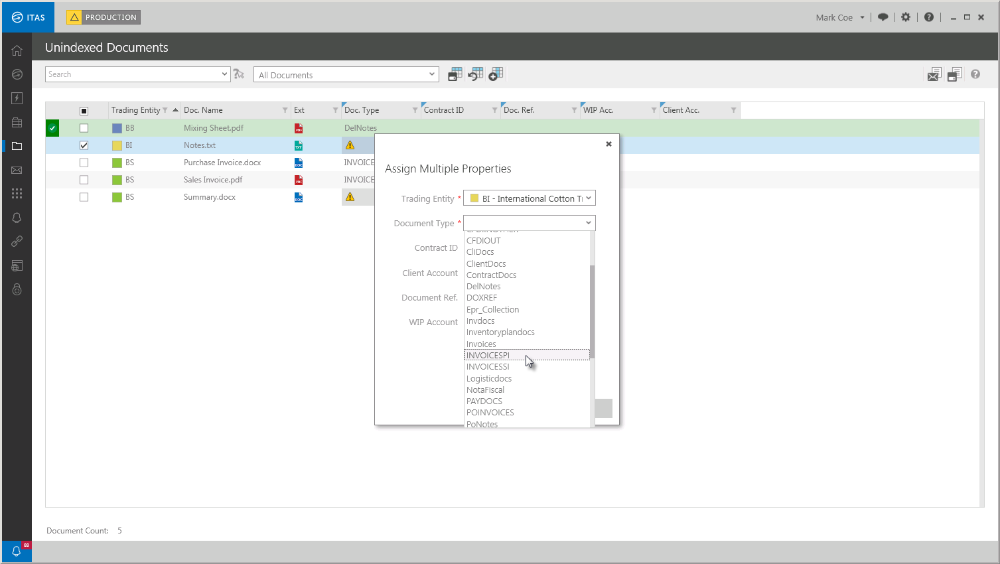 ITAS
PRODUCTION
Mark Coe
Unindexed Documents
Search
All Documents
Trading Entity Doc. Name Ext Doc. Type Contract ID Doc. Ref. WIP Acc. Client Acc.
BB Mixing Sheet.pdf PDF DelNotes
BI Notes.txt TXT
BS Purchase Invoice.docx DOC INVOICE
BS Sales Invoice.pdf PDF INVOICE
BS Summary.docx DOC
Assign Multiple Properties
Trading Entity * BI - International Cotton
Document Type *
Contract ID
Client Account
Document Ref.
WIP Account
CFDIOUT
CliDocs
ClientDocs
ContractDocs
DelNotes
DOXREF
Epr_Collection
Invdocs
Inventoryplandocs
Invoices
INVOICESPI
INVOICESSI
Logisticdocs
NotaFiscal
PAYDOCS
POINVOICES
PoNotes
Document Count: 5
88